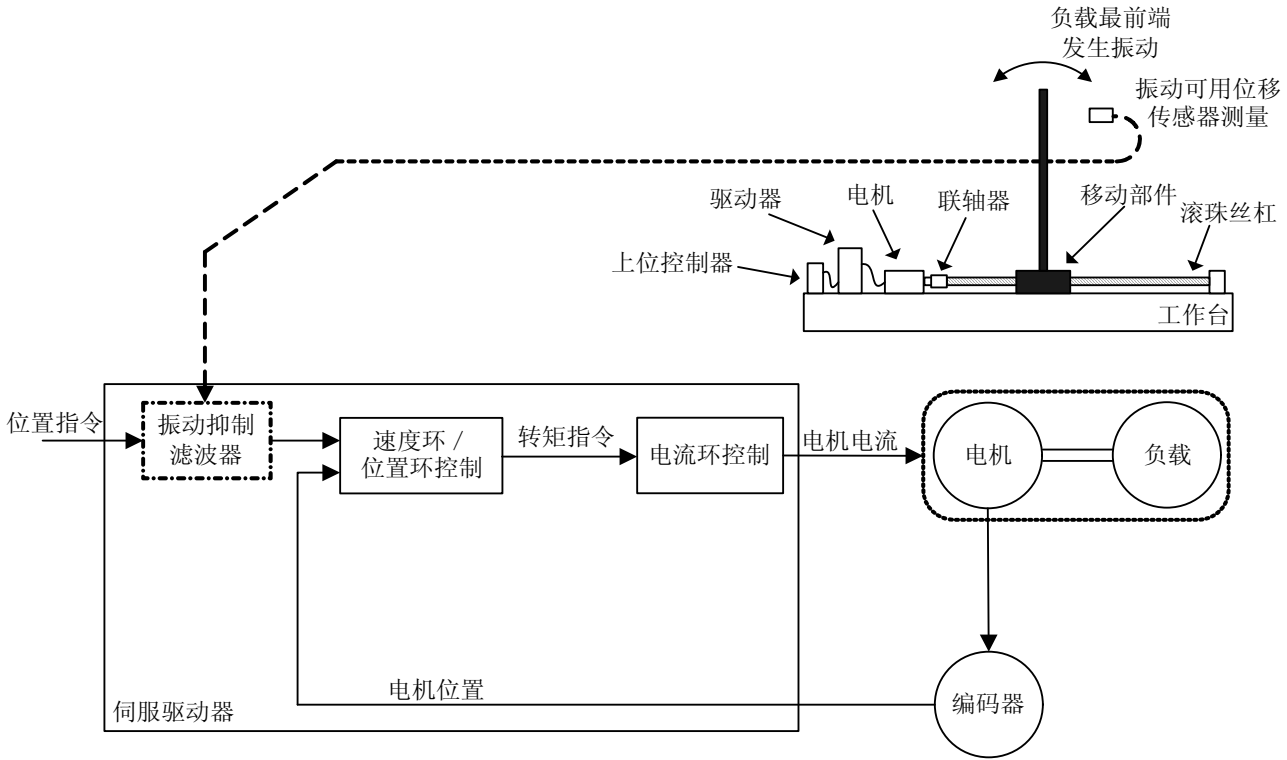 负载最前端
发生振动
振动可用位移
传感器测量
驱动器
电机
联轴器
移动部件
滚珠丝杠
上位控制器
工作台
位置指令
振动抑制
滤波器
速度环 /
位置环控制
转矩指令
电流环控制
电机电流
电机
负载
电机位置
伺服驱动器
编码器